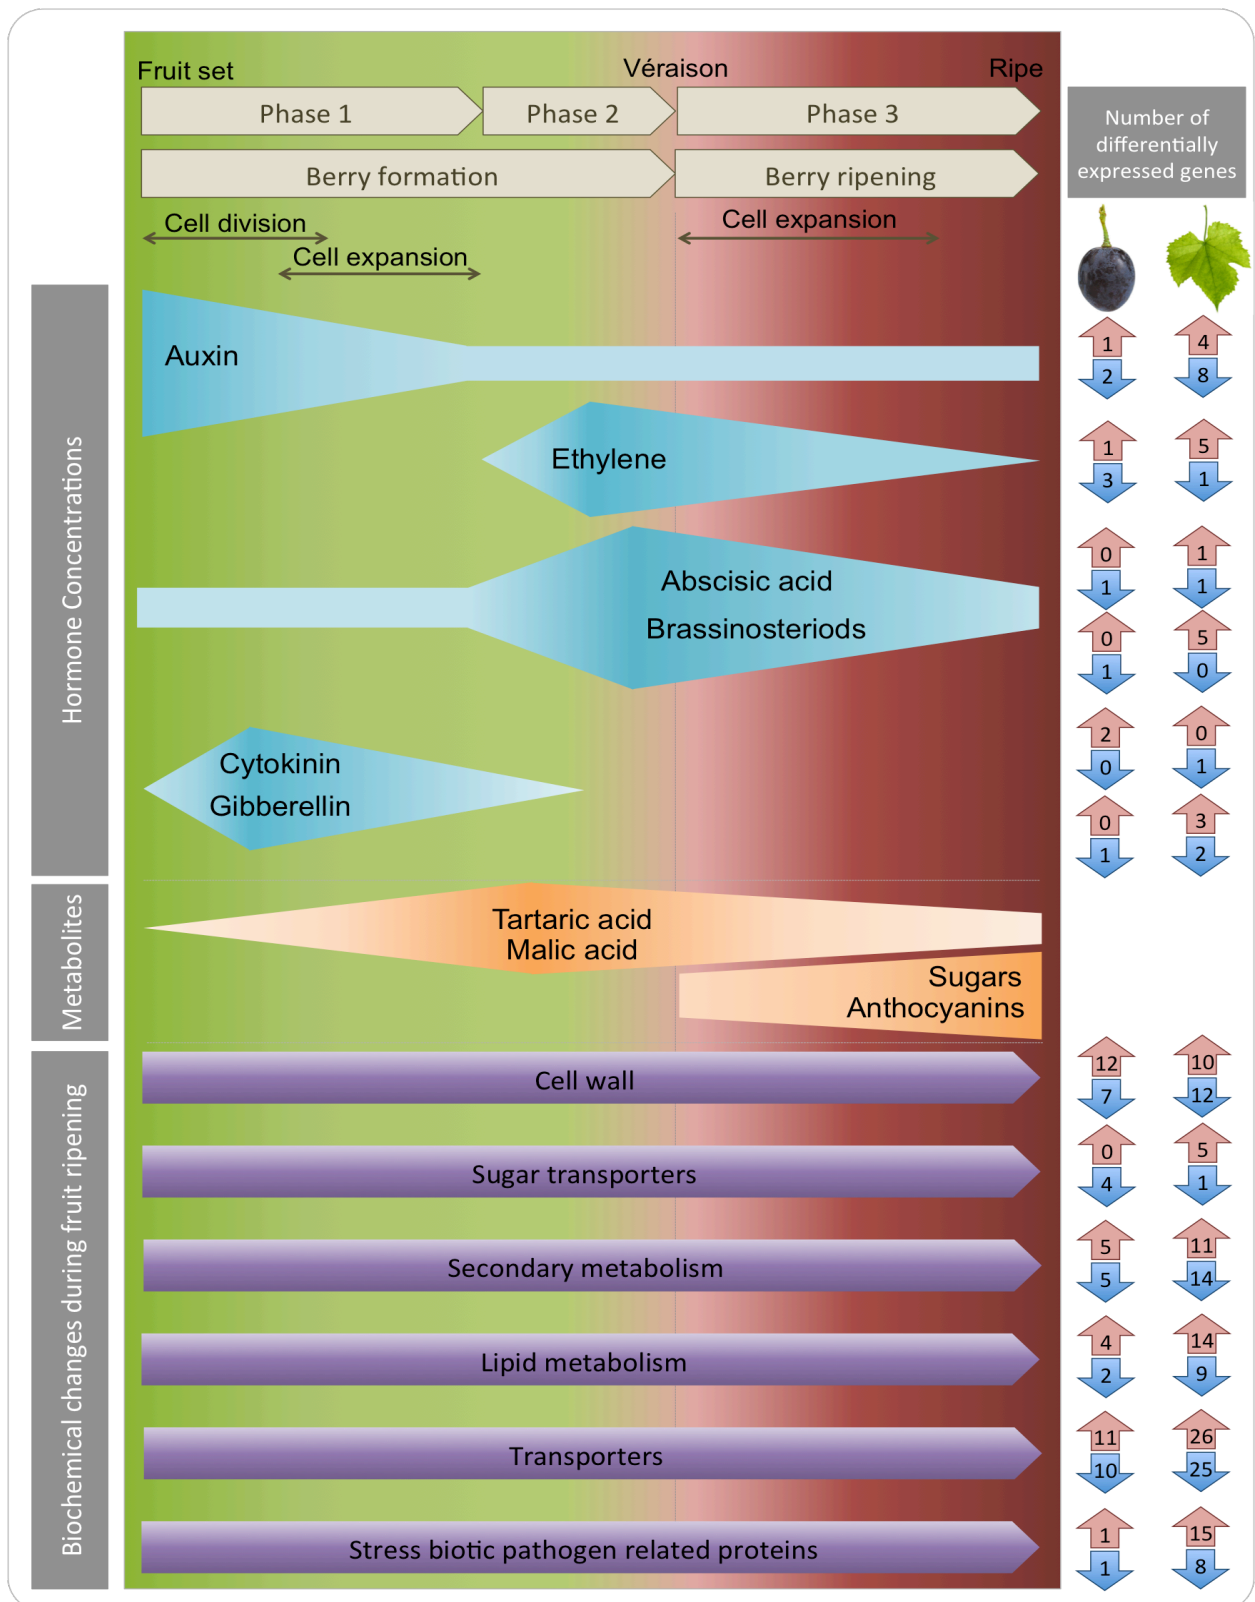 Fruit set
Véraison
Ripe
Phase 1
Phase 2
Phase 3
Number of
differentially
expressed genes
Berry formation
Berry ripening
Cell division
Cell expansion
Cell expansion
Hormone Concentrations
Auxin
1
2
4
8
Ethylene
1
3
5
1
Abscisic acid
0
1
1
1
Brassinosteriods
0
1
5
0
Cytokinin
2
0
0
1
Gibberellin
0
1
3
2
Metabolites
Tartaric acid
Malic acid
Sugars
Anthocyanins
Biochemical changes during fruit ripening
Cell wall
12
7
10
12
Sugar transporters
0
4
5
1
Secondary metabolism
5
5
11
14
Lipid metabolism
4
2
14
9
Transporters
11
10
26
25
Stress biotic pathogen related proteins
1
1
15
8